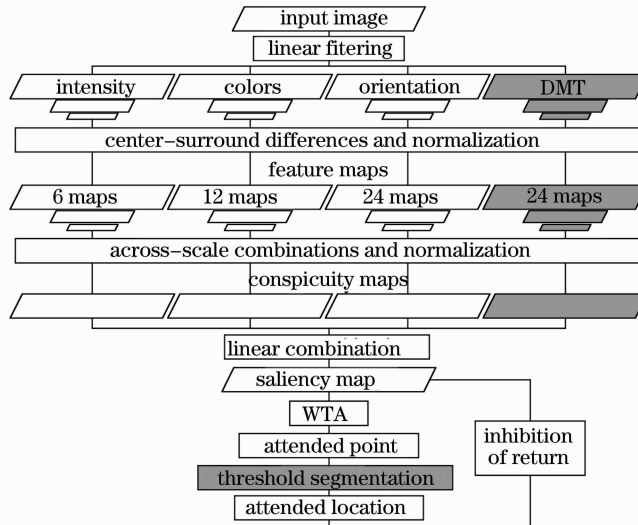 input image
linear fitering
intensity colors orientation DMT
center-surround differences and normalization
feature maps
6 maps 12 maps 24 maps 24 maps
across-scale combinations and normalization
conspicuity maps
linear combination
saliency map
WTA
attended point
inhibition
of return
threshold segmentation
attended location